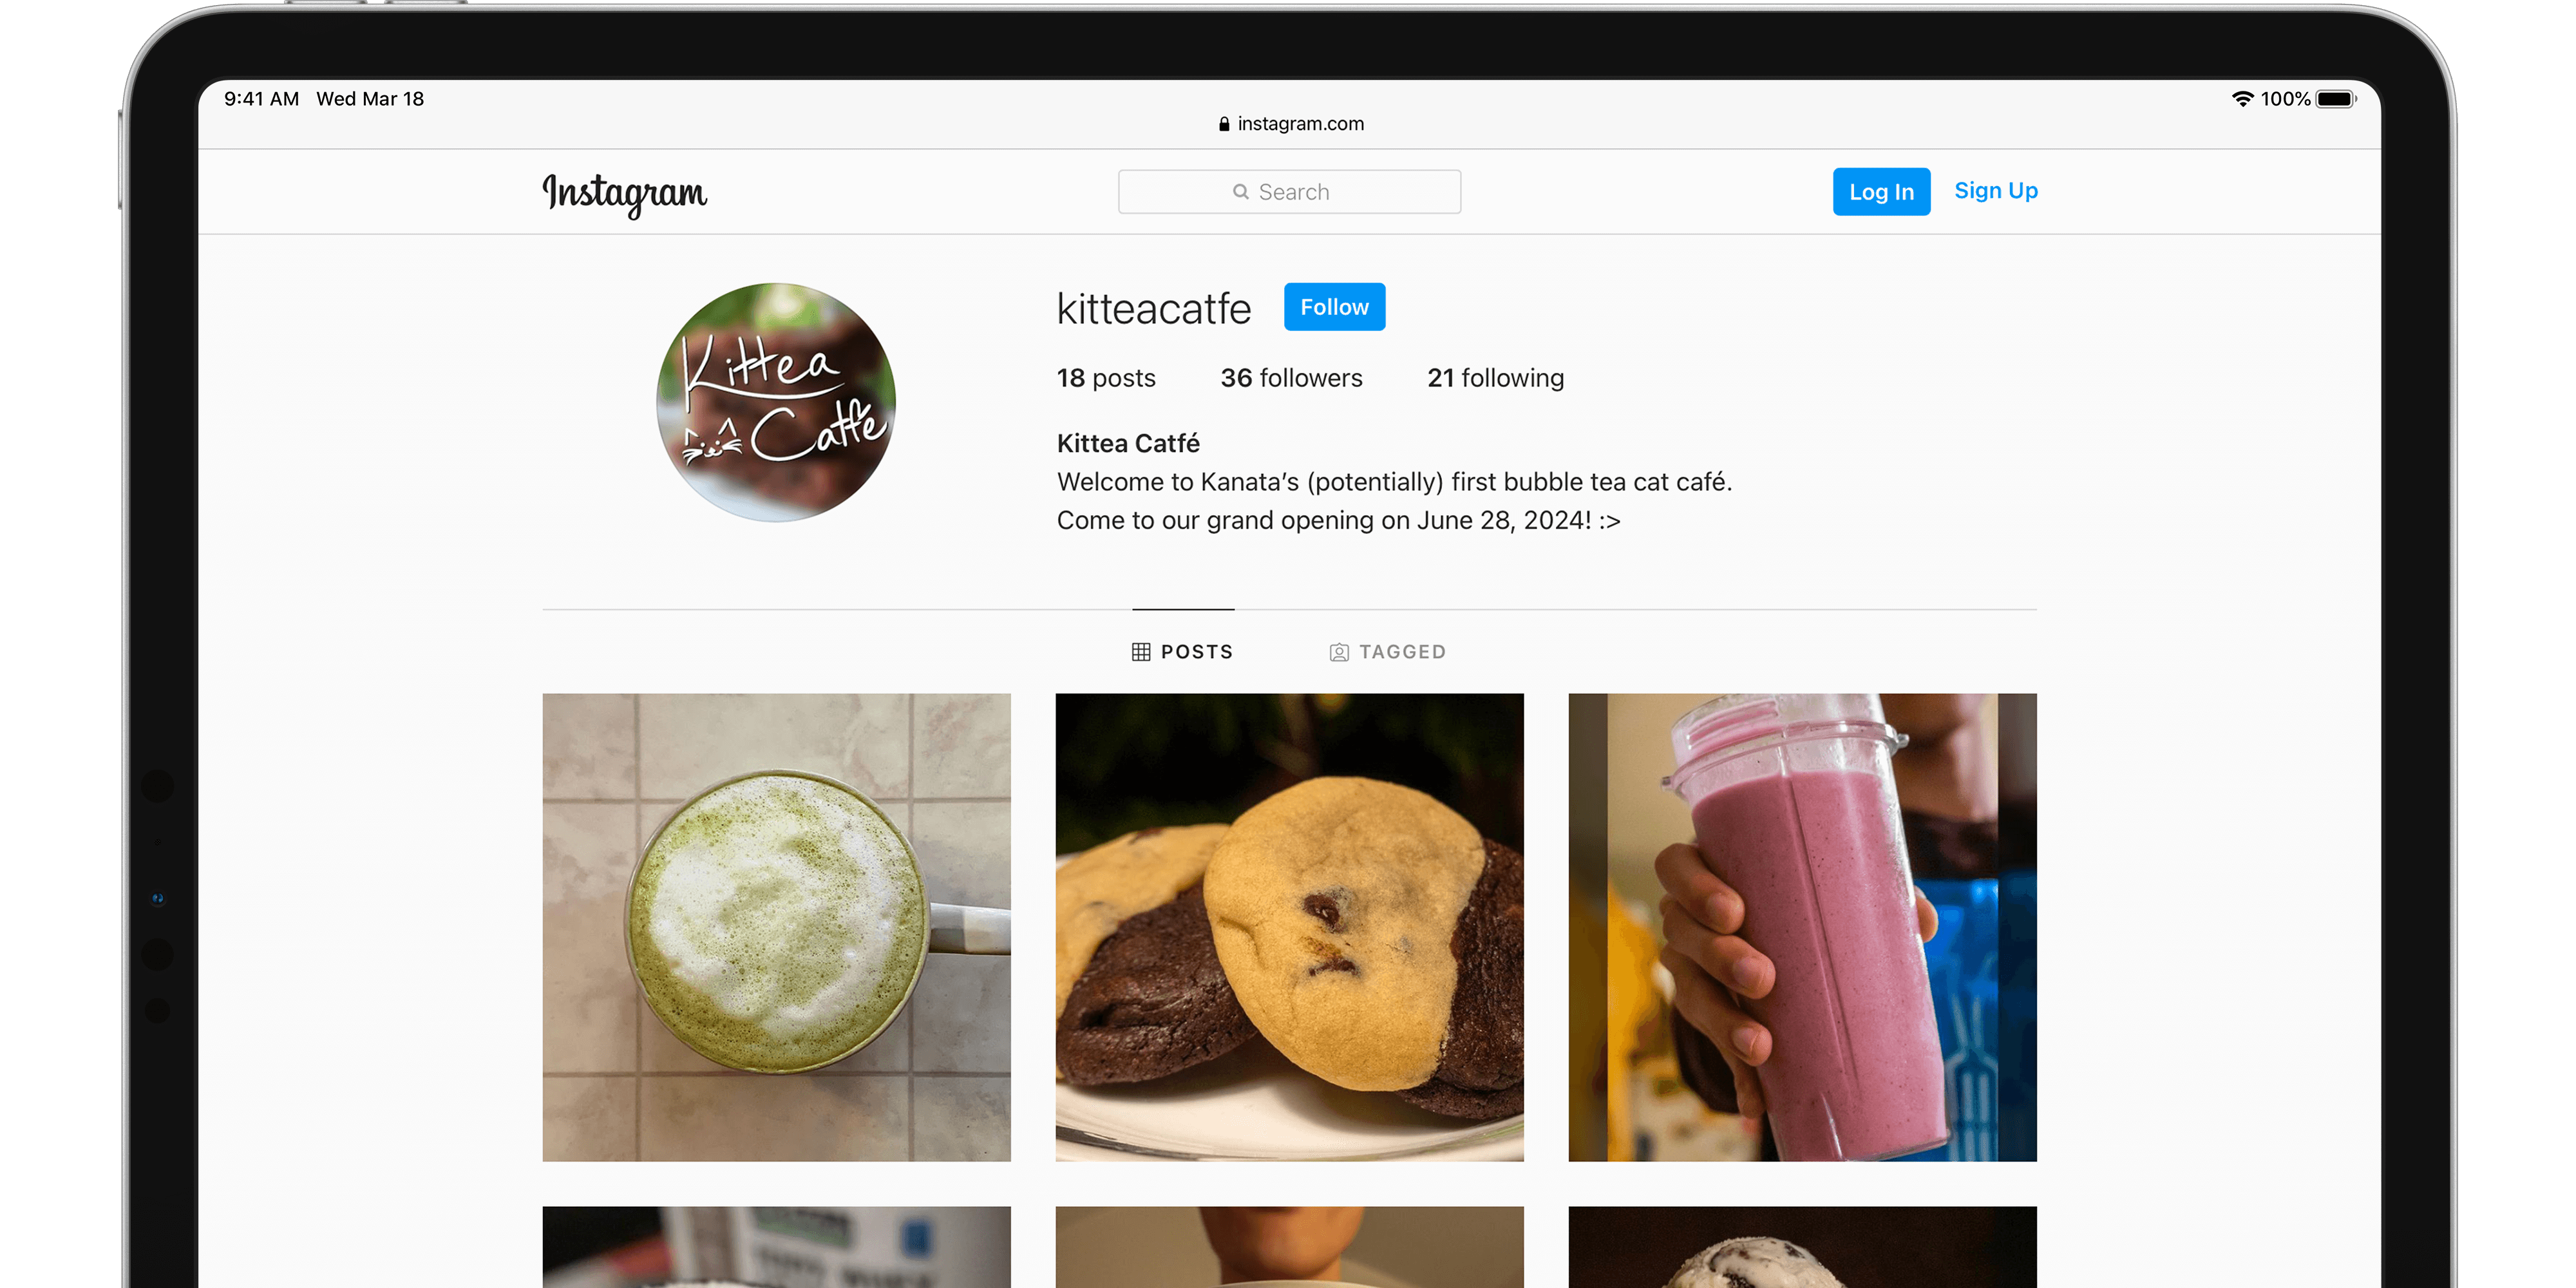 9:41 AM Wed Mar 18
100%
instagram.com
Instagram
Search
Log In
Sign Up
Kittea
Catfé
kitteacatfe
Follow
18 posts
36 followers
21 following
Kittea Catfé
Welcome to Kanata’s (potentially) first bubble tea cat café.
Come to our grand opening on June 28, 2024! :>
POSTS
TAGGED